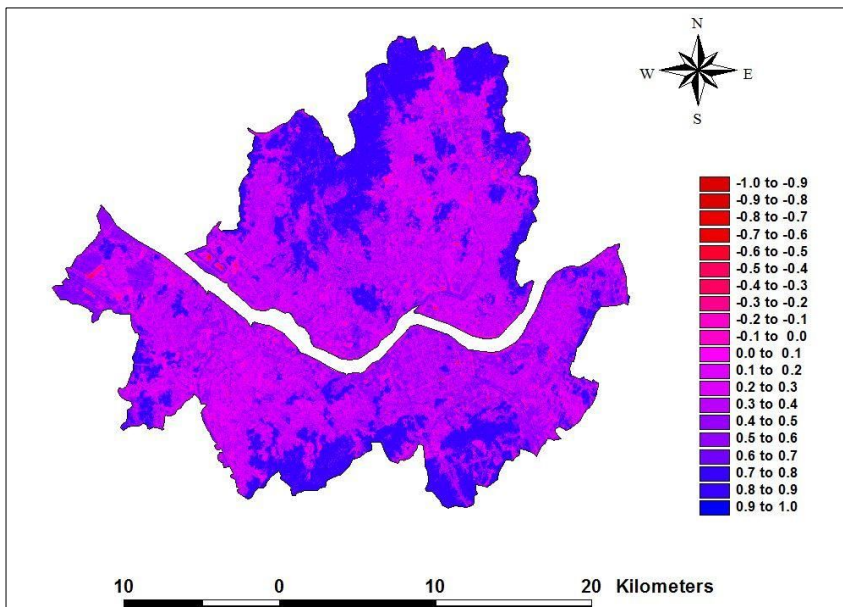 N
W E
S
-1.0 to -0.9
-0.9 to -0.8
-0.8 to -0.7
-0.7 to -0.6
-0.6 to -0.5
-0.5 to -0.4
-0.4 to -0.3
-0.3 to -0.2
-0.2 to -0.1
-0.1 to 0.0
0.0 to 0.1
0.1 to 0.2
0.2 to 0.3
0.3 to 0.4
0.4 to 0.5
0.5 to 0.6
0.6 to 0.7
0.7 to 0.8
0.8 to 0.9
0.9 to 1.0
10 0 10 20 Kilometers